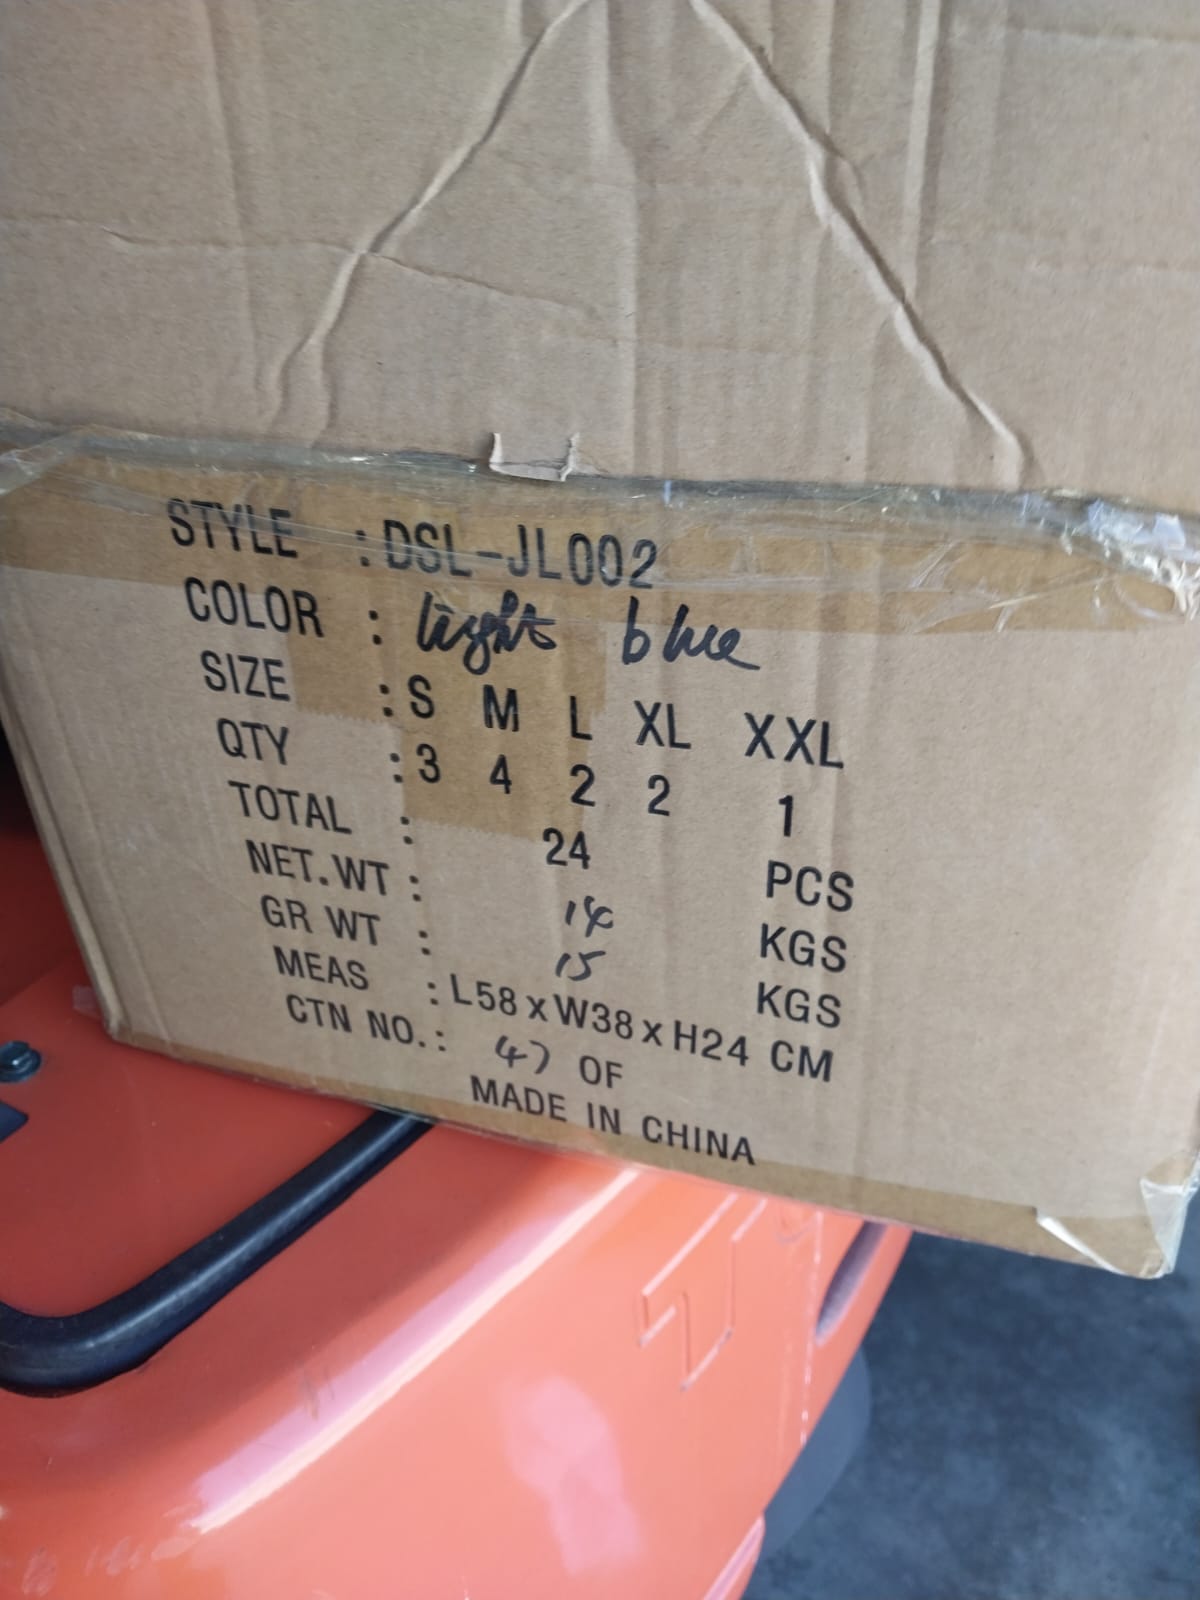 STYLE : DSL-JL002
COLOR : light blue
SIZE : S M L XL XXL
QTY : 3 4 2 2 1
TOTAL : 24 PCS
NET.WT : 14 KGS
GR WT : 15 KGS
MEAS : L58 x W38 x H24 CM
CTN NO.: 47 OF
MADE IN CHINA